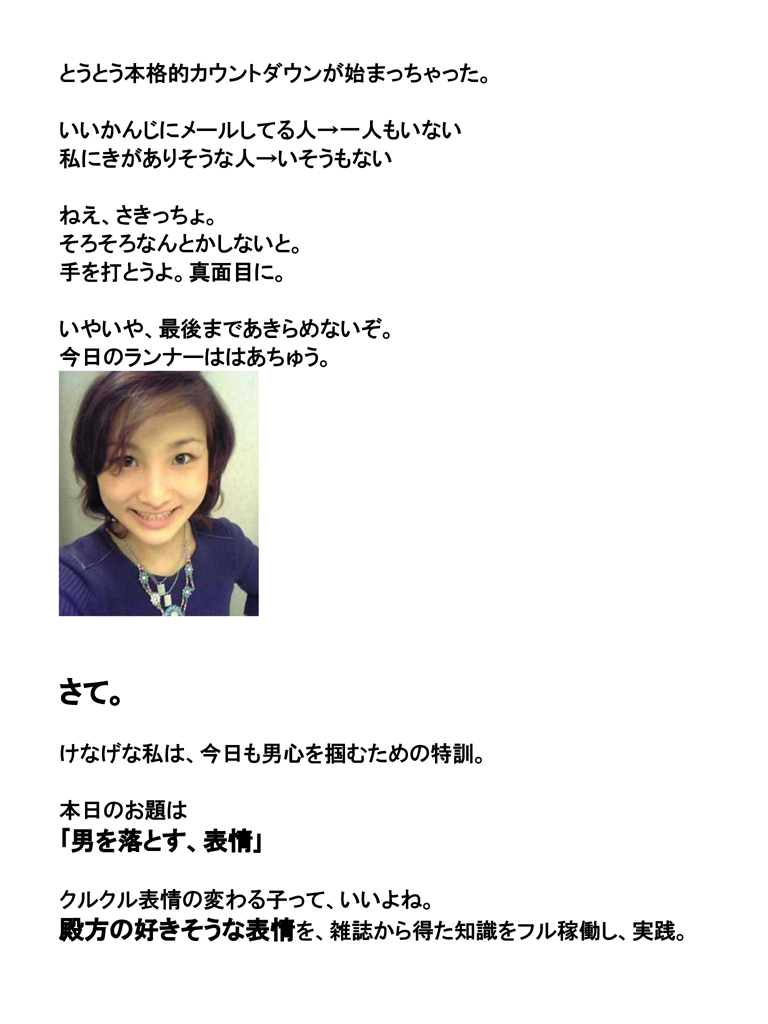 とうとう本格的カウントダウンが始まっちゃった。
いいかんじにメールしてる人→一人もいない
私にきがありそうな人→いそうもない
ねえ、さきっちょ。
そろそろなんとかしないと。
手を打とうよ。真面目に。
いやいや、最後まであきらめないぞ。
今日のランナーははあちゅう。
さて。
けなげな私は、今日も男心を掴むための特訓。
本日のお題は
「男を落とす、表情」
クルクル表情の変わる子って、いいよね。
殿方の好きそうな表情を、雑誌から得た知識をフル稼働し、実践。